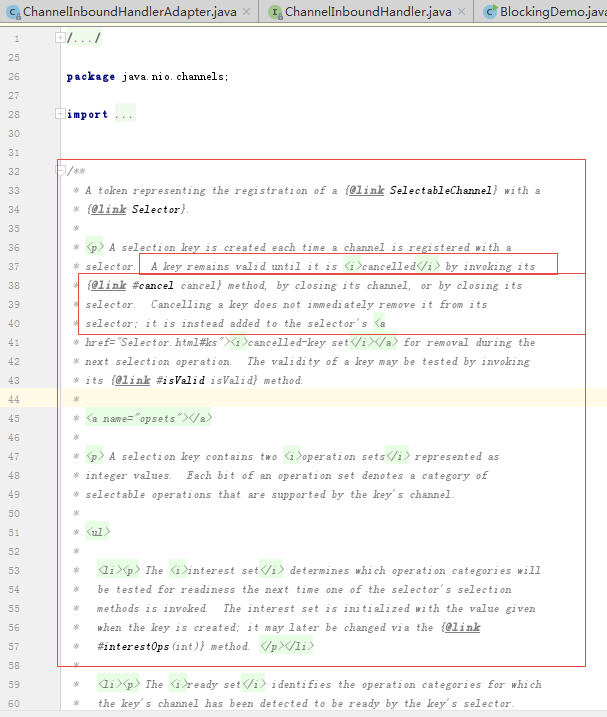 ChannelInboundHandlerAdapter.java × ChannelInboundHandler.java × BlockingDemo.java
1 /.../
25
26 package java.nio.channels;
27
28 import ...
30
31
32 /**
33 * A token representing the registration of a {@link SelectableChannel} with a
34 * {@link Selector}.
35 *
36 * <p> A selection key is created each time a channel is registered with a
37 * selector. A key remains valid until it is <i>cancelled</i> by invoking its
38 * {@link #cancel cancel} method, by closing its channel, or by closing its
39 * selector. Cancelling a key does not immediately remove it from its
40 * selector; it is instead added to the selector's <a
41 * href="Selector.html#ks"><i>cancelled-key set</i></a> for removal during the
42 * next selection operation. The validity of a key may be tested by invoking
43 * its {@link #isValid isValid} method.
44 *
45 * <a name="opsets"></a>
46 *
47 * <p> A selection key contains two <i>operation sets</i> represented as
48 * integer values. Each bit of an operation set denotes a category of
49 * selectable operations that are supported by the key's channel.
50 *
51 * <ul>
52 *
53 * <li><p> The <i>interest set</i> determines which operation categories will
54 * be tested for readiness the next time one of the selector's selection
55 * methods is invoked. The interest set is initialized with the value given
56 * when the key is created; it may later be changed via the {@link
57 * #interestOps(int)} method. </p></li>
58 *
59 * <li><p> The <i>ready set</i> identifies the operation categories for which
60 * the key's channel has been detected to be ready by the key's selector.